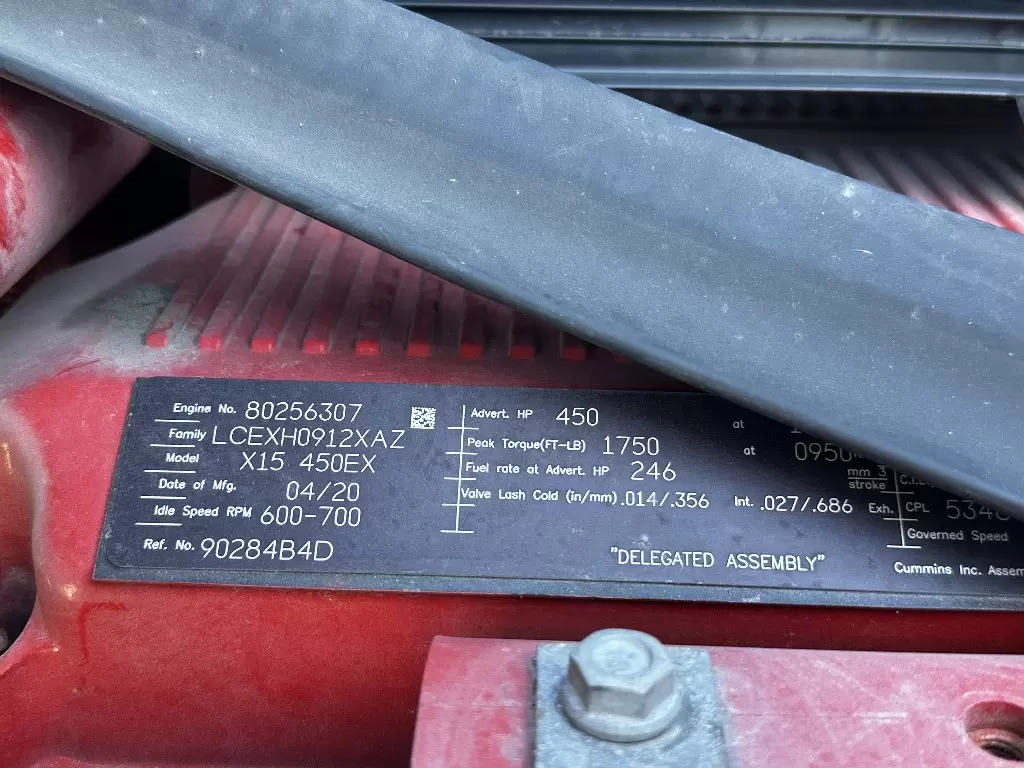 Engine No. 80256307
Family LCEXH0912XAZ
Model X15 450EX
Date of Mfg. 04/20
Idle Speed RPM 600-700
Ref. No. 90284B4D
Advert. HP 450 at
Peak Torque(FT-LB) 1750 at
Fuel rate at Advert. HP 246 mm 3 stroke
Valve Lash Cold (in/mm) .014/.356 Int. .027/.686 Exh.
CPL
Governed Speed
"DELEGATED ASSEMBLY"
Cummins Inc.